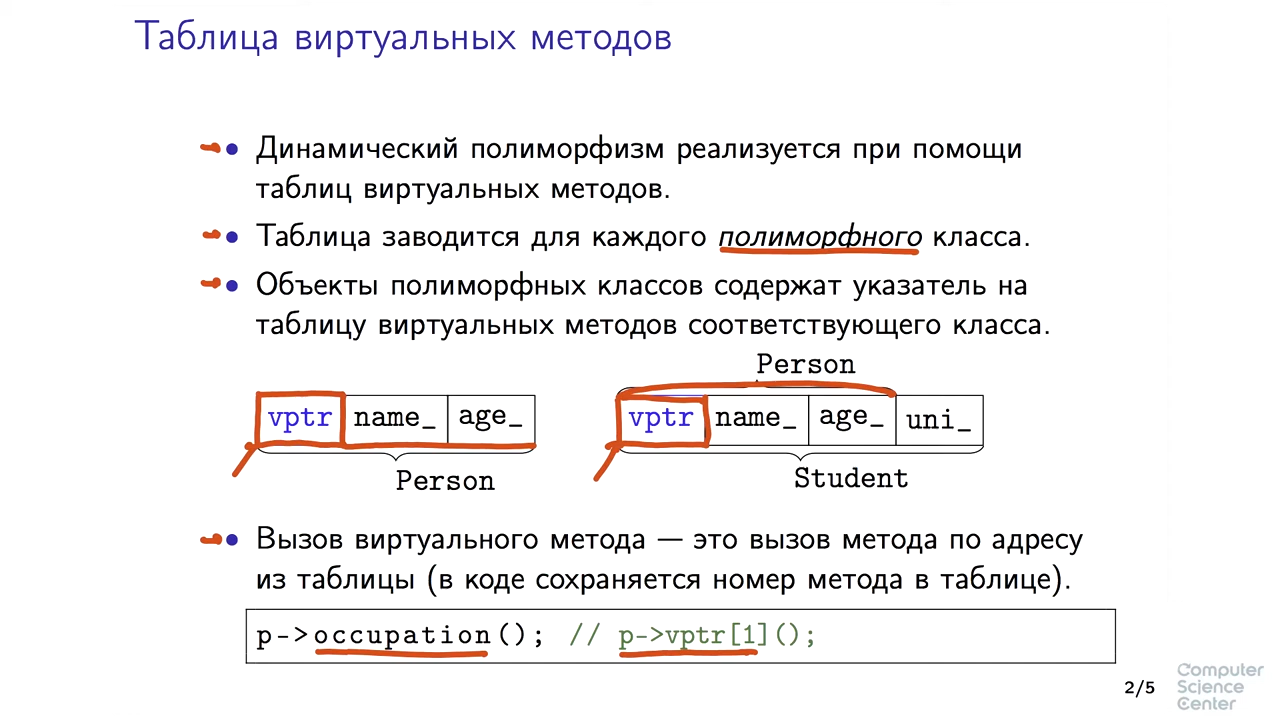 Таблица виртуальных методов
• Динамический полиморфизм реализуется при помощи
таблиц виртуальных методов.
• Таблица заводится для каждого полиморфного класса.
• Объекты полиморфных классов содержат указатель на
таблицу виртуальных методов соответствующего класса.
Person
vptr name_ age_ vptr name_ age_ uni_
Person Student
• Вызов виртуального метода — это вызов метода по адресу
из таблицы (в коде сохраняется номер метода в таблице).
p->occupation(); // p->vptr[1]();
2/5
Computer
Science
Center